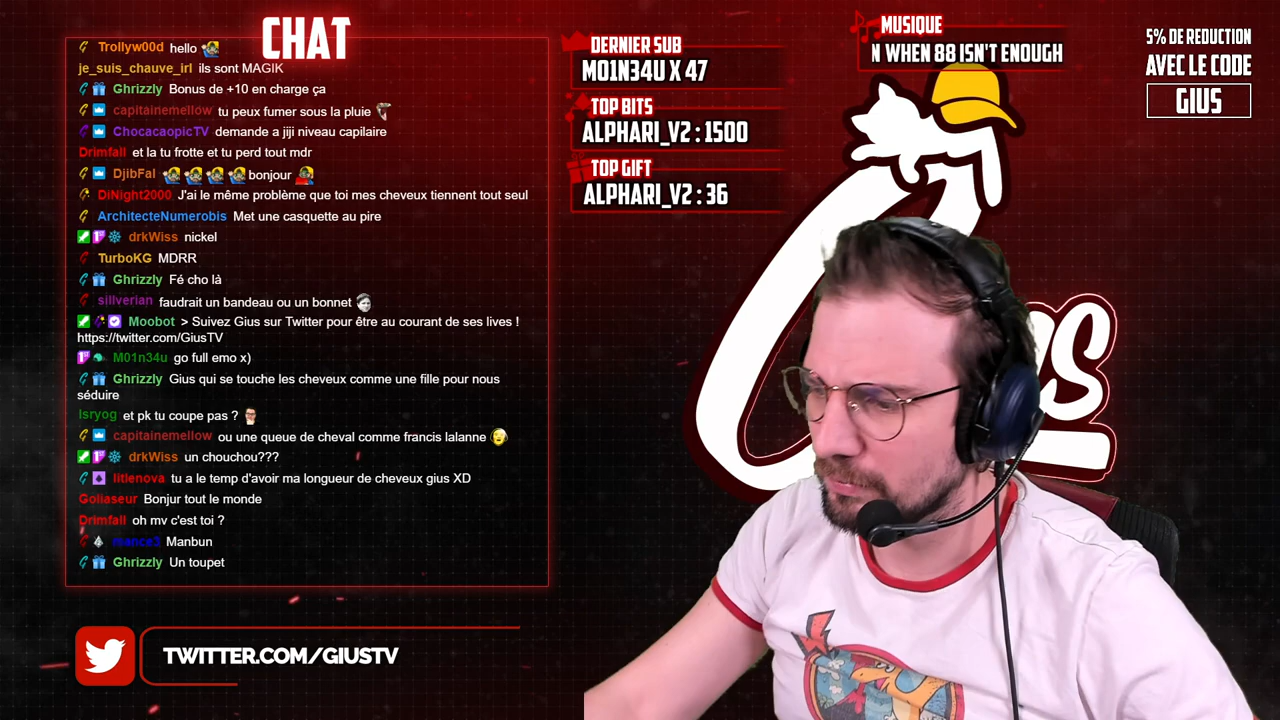 CHAT
Trollyw00d hello
je_suis_chauve_irl ils sont MAGIK
Ghrizzly Bonus de +10 en charge ça
capitainemellow tu peux fumer sous la pluie
ChocacaopicTV demande a jiji niveau capilaire
Drimfall et la tu frotte et tu perd tout mdr
DjibFal bonjour
DiNight2000 J'ai le même problème que toi mes cheveux tiennent tout seul
ArchitecteNumerobis Met une casquette au pire
drkWiss nickel
TurboKG MDRR
Ghrizzly Fé cho là
sillverian faudrait un bandeau ou un bonnet
Moobot > Suivez Gius sur Twitter pour être au courant de ses lives !
https://twitter.com/GiusTV
M01n34u go full emo x)
Ghrizzly Gius qui se touche les cheveux comme une fille pour nous
séduire
lsryog et pk tu coupe pas ?
capitainemellow ou une queue de cheval comme francis lalanne
drkWiss un chouchou???
litlenova tu a le temp d'avoir ma longueur de cheveux gius XD
Goliaseur Bonjur tout le monde
Drimfall oh mv c'est toi ?
mance3 Manbun
Ghrizzly Un toupet
TWITTER.COM/GIUSTV
DERNIER SUB
M01N34U X 47
TOP BITS
ALPHARI_V2 : 1500
TOP GIFT
ALPHARI_V2 : 36
MUSIQUE
N WHEN 88 ISN'T ENOUGH
5% DE REDUCTION
AVEC LE CODE
GIUS